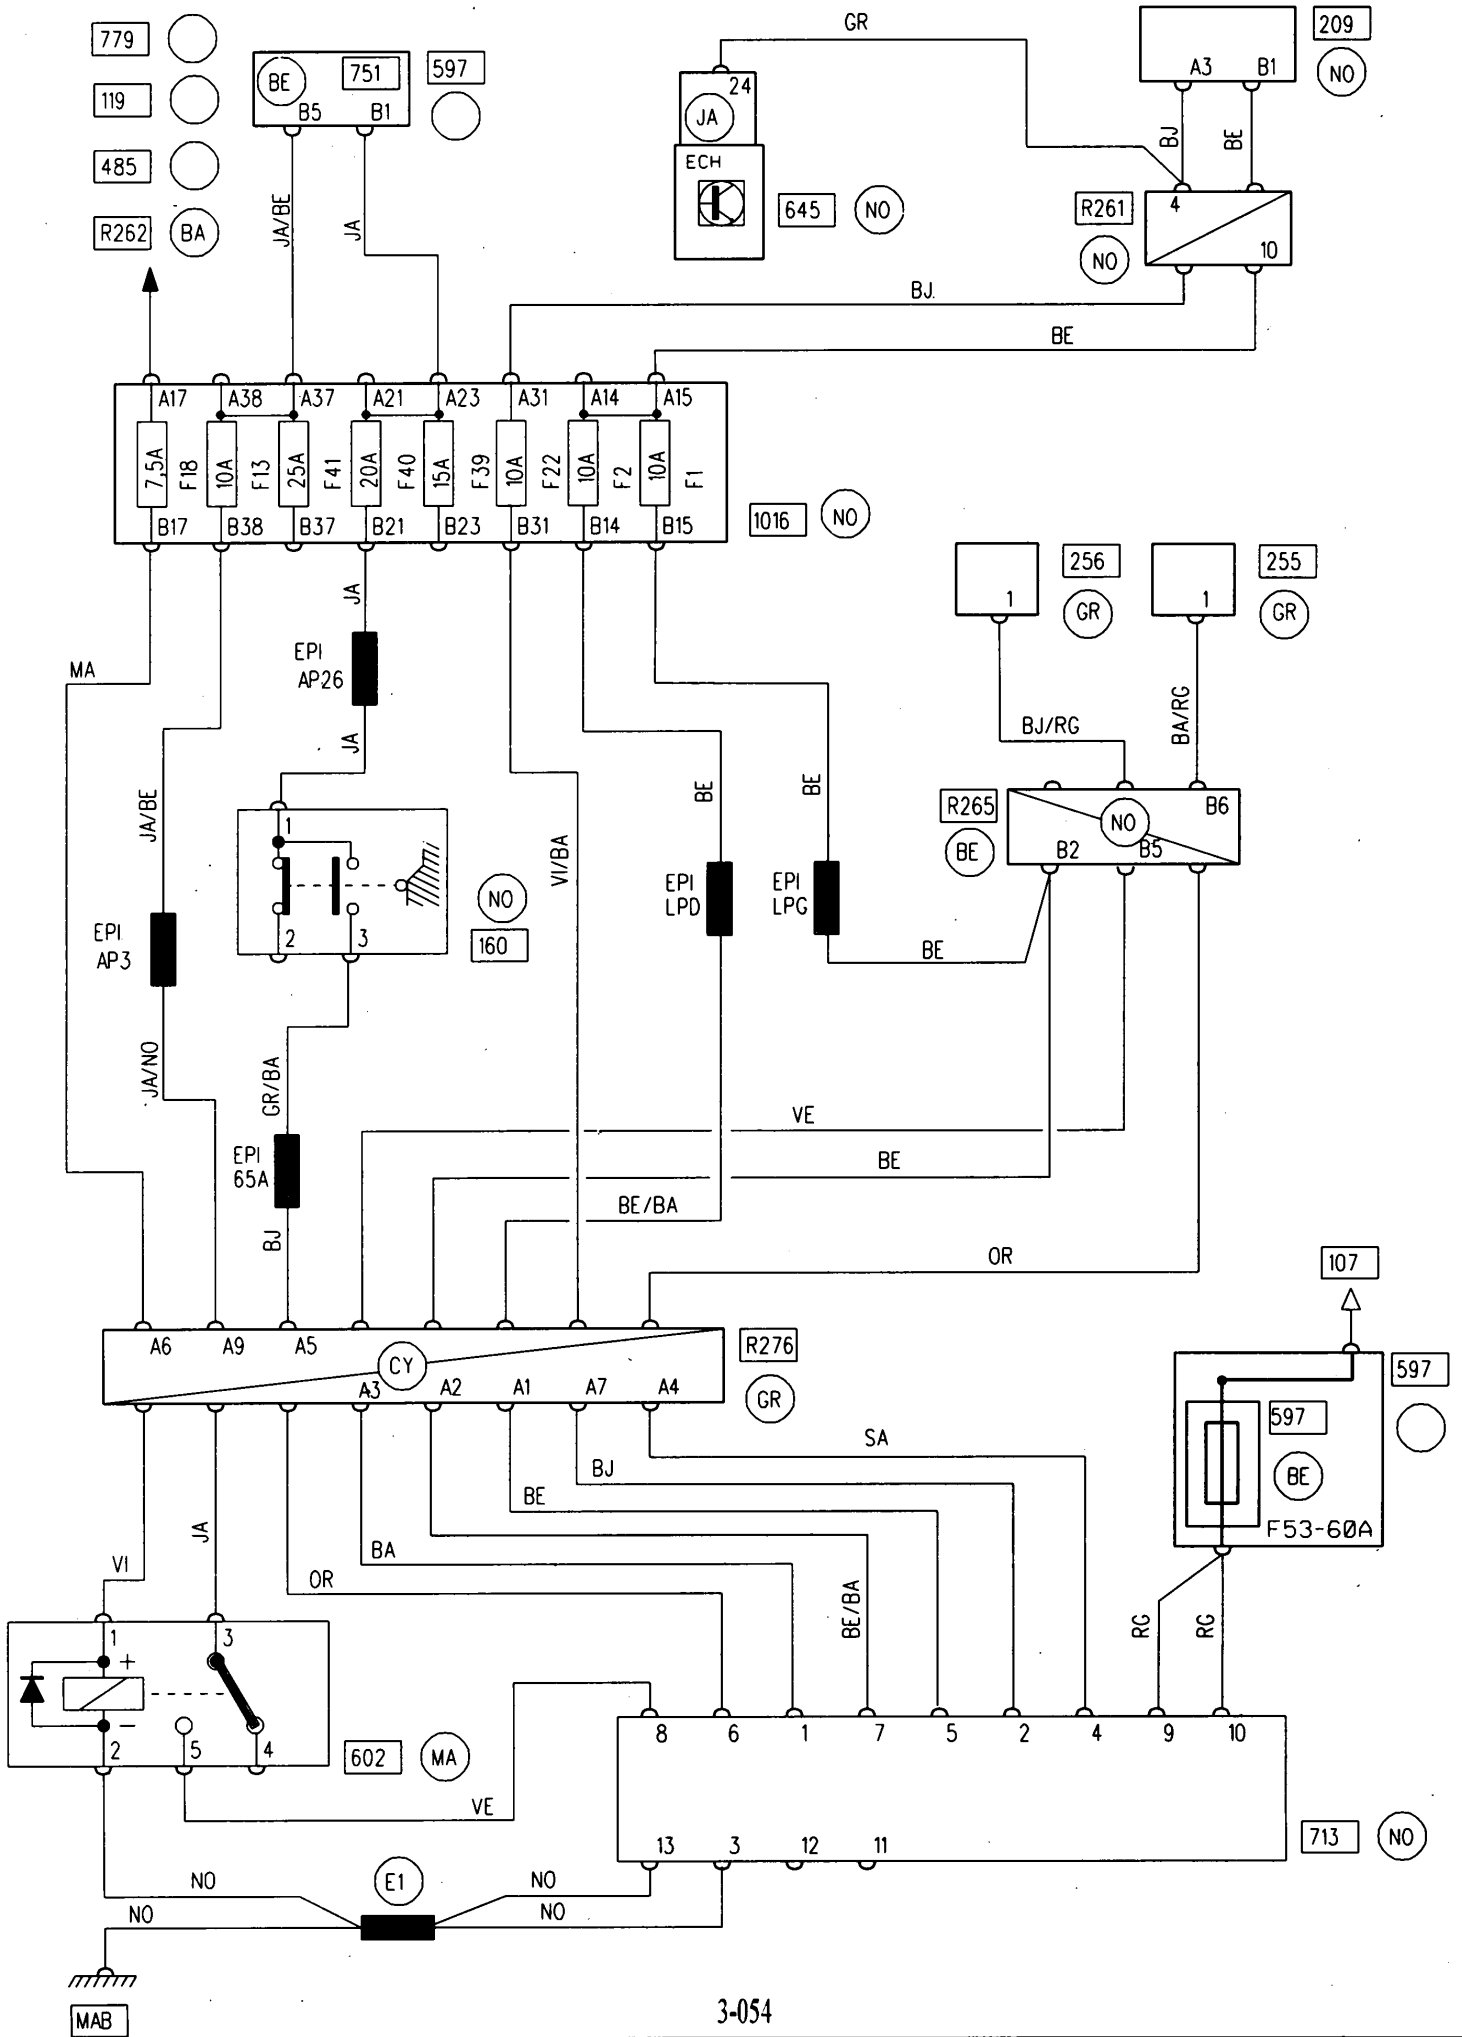 779
119
485
R262 BA
BE 751 597
B5 B1
JA/BE JA
24
JA
ECH
645 NO
GR
209
A3 B1 NO
BJ BE
R261 4
NO 10
BJ.
BE
A17 A38 A37 A21 A23 A31 A14 A15
7,5A F18 10A F13 25A F41 20A F40 15A F39 10A F22 10A F2 10A F1
B17 B38 B37 B21 B23 B31 B14 B15
1016 NO
256 255
1 1
GR GR
JA
EPI
AP26
MA
JA
BJ/RG BA/RG
JA/BE
BE BE
R265 NO B6
BE B2 B5
1
VI/BA
NO
2 3 160
EPI
LPD
EPI
LPG
EPI
AP3
BE
JA/NO
GR/BA
VE
EPI
65A
BE
BE/BA
BJ
OR
107
A6 A9 A5 R276
CY
A3 A2 A1 A7 A4 GR
597
597
BE
F53-60A
SA
BJ
BE
JA
BA
VI
OR
BE/BA
RG RG
1 3
+
-
2 5 4
602 MA
VE
8 6 1 7 5 2 4 9 10
13 3 12 11
713 NO
NO E1 NO
NO NO
MAB
3-054